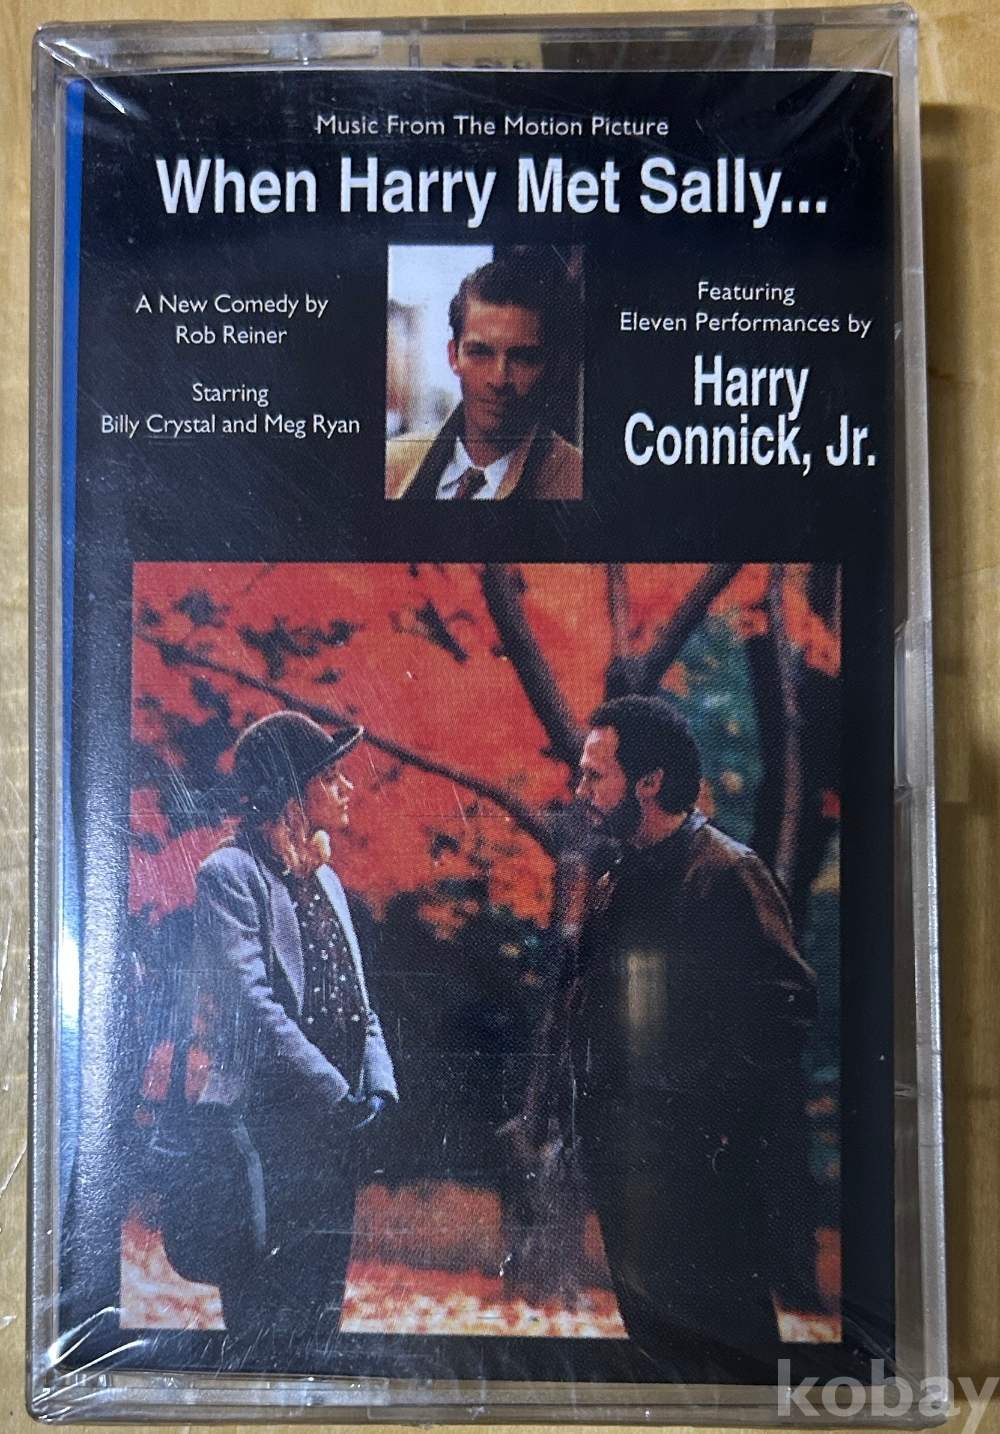 Music From The Motion Picture
When Harry Met Sally...
A New Comedy by
Rob Reiner
Starring
Billy Crystal and Meg Ryan
Featuring
Eleven Performances by
Harry
Connick, Jr.
kobay